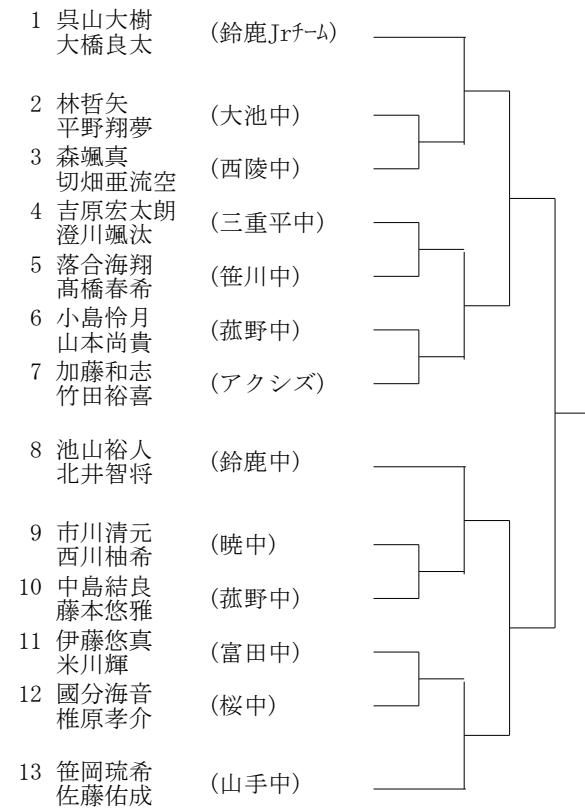 1 呉山大樹 (鈴鹿Jrﾁｰﾑ)
大橋良太
2 林哲矢 (大池中)
平野翔夢
3 森颯真 (西陵中)
切畑亜流空
4 吉原宏太朗 (三重平中)
澄川颯汰
5 落合海翔 (笹川中)
髙橋春希
6 小島怜月 (菰野中)
山本尚貴
7 加藤和志 (アクシズ)
竹田裕喜
8 池山裕人 (鈴鹿中)
北井智将
9 市川清元 (暁中)
西川柚希
10 中島結良 (菰野中)
藤本悠雅
11 伊藤悠真 (富田中)
米川輝
12 國分海音 (桜中)
椎原孝介
13 笹岡琉希 (山手中)
佐藤佑成